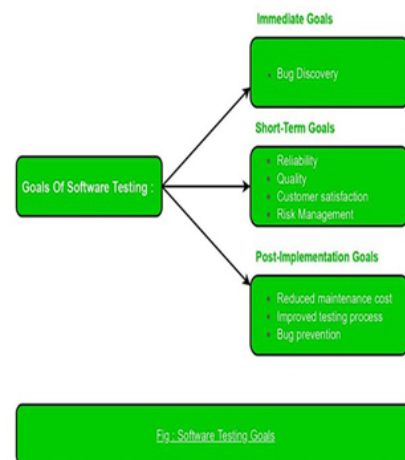 Immediate Goals
Bug Discovery
Short-Term Goals
Goals Of Software Testing :
Reliability
Quality
Customer satisfaction
Risk Management
Post-Implementation Goals
Reduced maintenance cost
Improved testing process
Bug prevention
Fig : Software Testing Goals